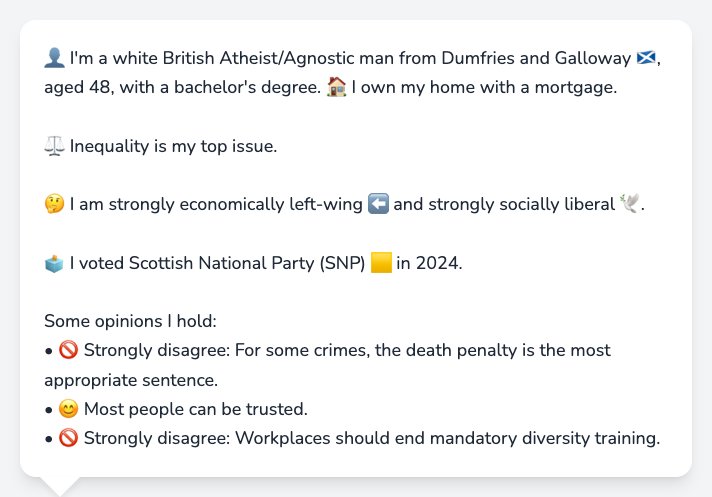 👤 I'm a white British Atheist/Agnostic man from Dumfries and Galloway 🏴󠁧󠁢󠁳󠁣󠁴󠁿,
aged 48, with a bachelor's degree. 🏠 I own my home with a mortgage.
⚖️ Inequality is my top issue.
🤔 I am strongly economically left-wing ⬅️ and strongly socially liberal 🕊️.
🗳️ I voted Scottish National Party (SNP) 🟨 in 2024.
Some opinions I hold:
• 🚫 Strongly disagree: For some crimes, the death penalty is the most
appropriate sentence.
• 😊 Most people can be trusted.
• 🚫 Strongly disagree: Workplaces should end mandatory diversity training.